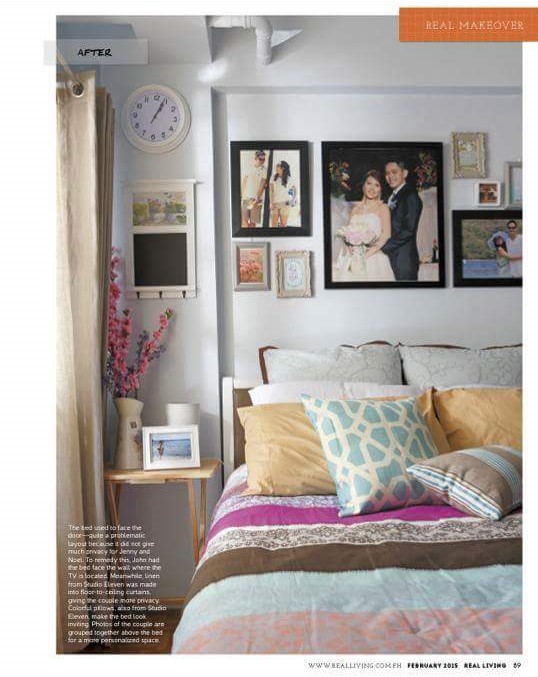 REAL MAKEOVER
AFTER
The bed used to face the
door—quite a problematic
layout because it did not give
much privacy for Jenny and
Noel. To remedy this, John had
the bed face the wall where the
TV is located. Meanwhile, linen
from Studio Eleven was made
into floor-to-ceiling curtains,
giving the couple more privacy.
Colorful pillows, also from Studio
Eleven, make the bed look
inviting. Photos of the couple are
grouped together above the bed
for a more personalized space.
WWW.REALLIVING.COM.PH FEBRUARY 2015 REAL LIVING 89